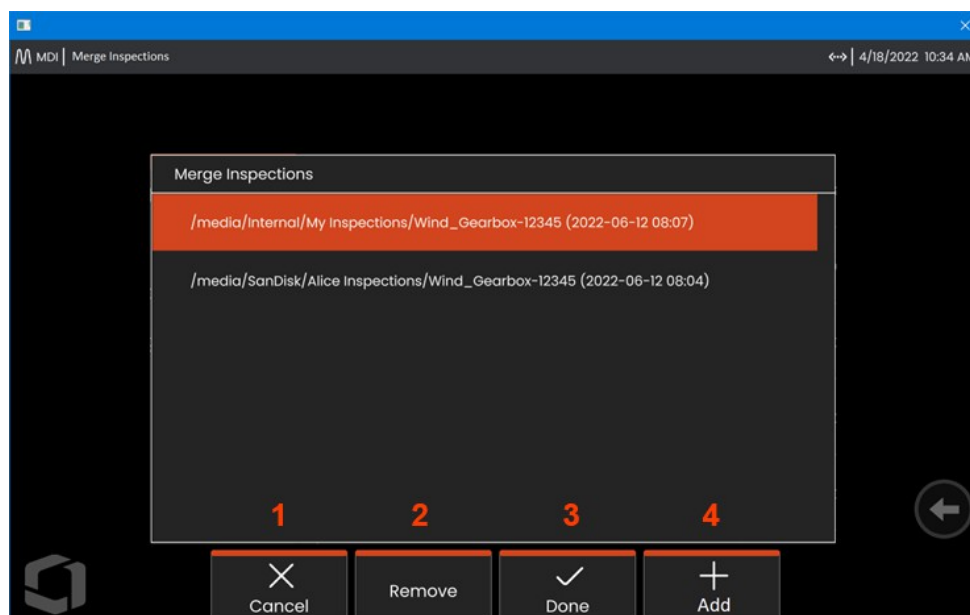 MDI | Merge Inspections
4/18/2022 10:34 AM
Merge Inspections
/media/Internal/My Inspections/Wind_Gearbox-12345 (2022-06-12 08:07)
/media/SanDisk/Alice Inspections/Wind_Gearbox-12345 (2022-06-12 08:04)
1 2 3 4
Cancel Remove Done Add